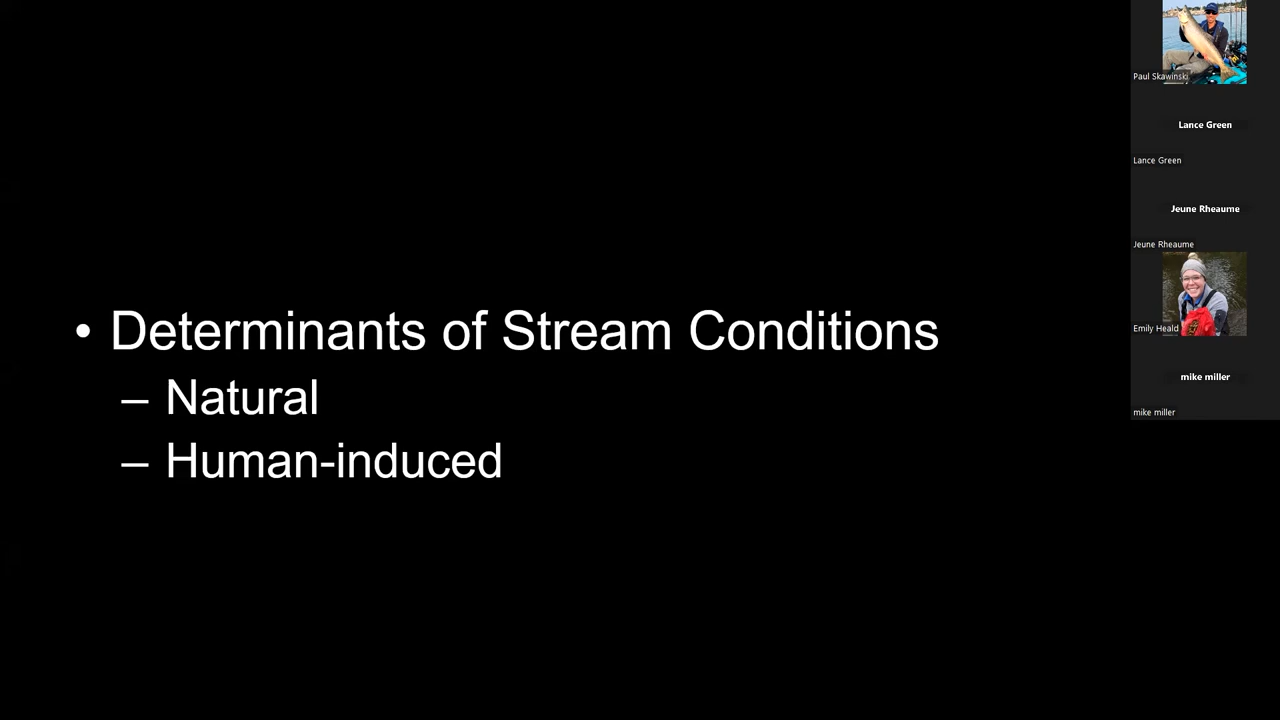 • Determinants of Stream Conditions
– Natural
– Human-induced
Paul Skawinski
Lance Green
Lance Green
Jeune Rheaume
Jeune Rheaume
Emily Heald
mike miller
mike miller